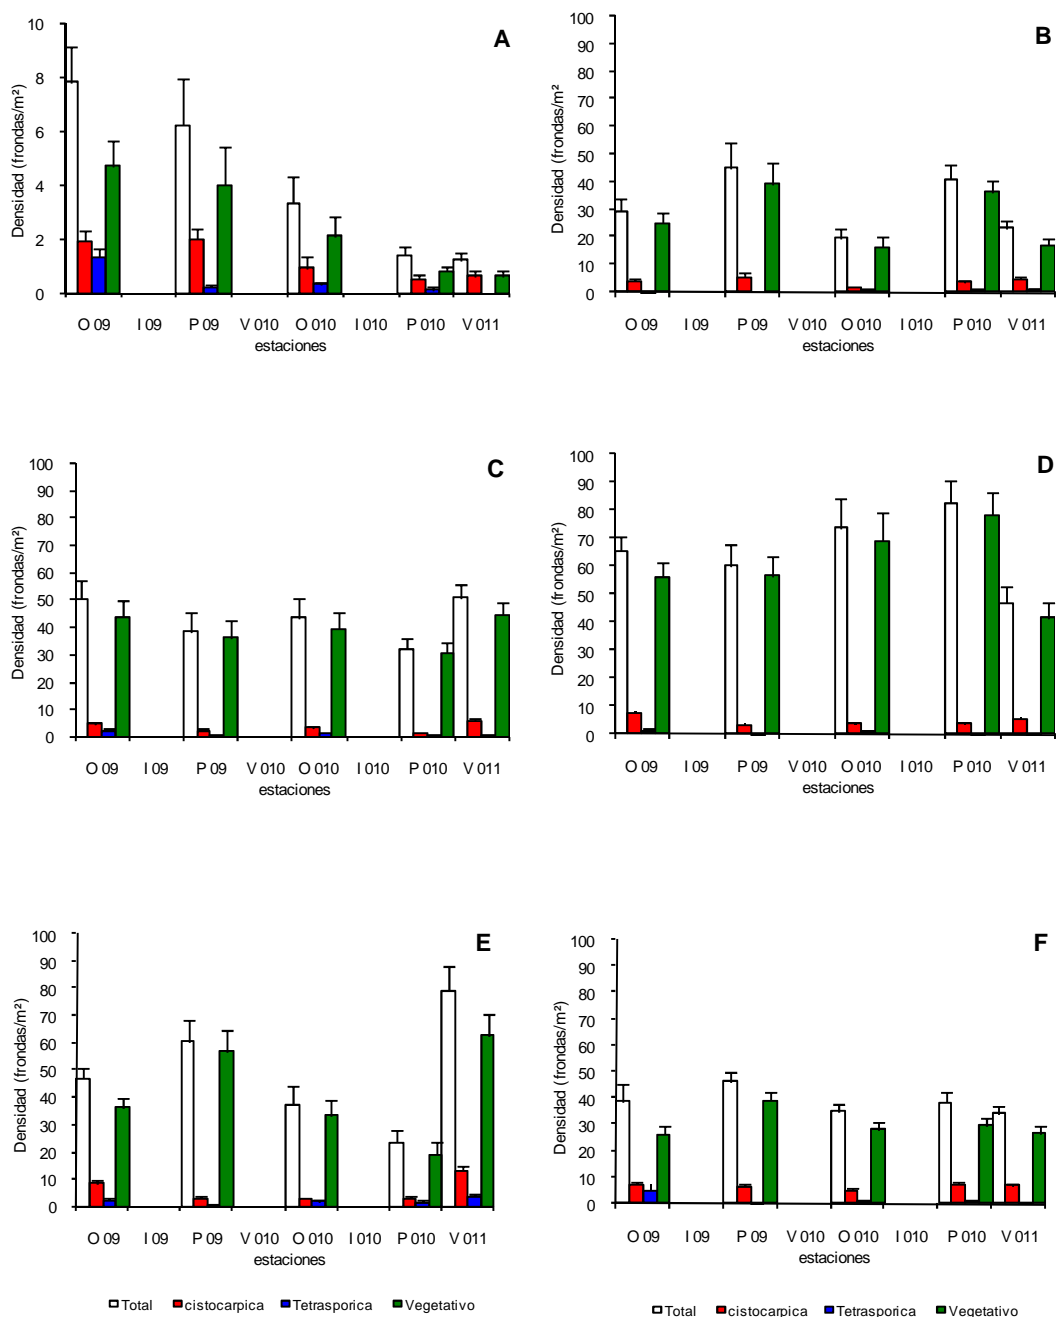 A
Densidad (frondas/m²)
10
8
6
4
2
0
O 09 I 09 P 09 V 010 O 010 I 010 P 010 V 011
estaciones
B
Densidad (frondas/m²
100
90
80
70
60
50
40
30
20
10
0
O 09 I 09 P 09 V 010 O 010 I 010 P 010 V 011
estaciones
C
Densidad (frondas/m²)
100
90
80
70
60
50
40
30
20
10
0
O 09 I 09 P 09 V 010 O 010 I 010 P 010 V 011
estaciones
D
Densidad (frondas/m²)
100
90
80
70
60
50
40
30
20
10
0
O 09 I 09 P 09 V 010 O 010 I 010 P 010 V 011
estaciones
E
Densidad (frondas/m²)
100
90
80
70
60
50
40
30
20
10
0
O 09 I 09 P 09 V 010 O 010 I 010 P 010 V 011
estaciones
Total cistocarpica Tetrasporica Vegetativo
F
Densidad (frondas/m²)
100
90
80
70
60
50
40
30
20
10
0
O 09 I 09 P 09 V 010 O 010 I 010 P 010 V 011
estaciones
Total cistocarpica Tetrasporica Vegetativo